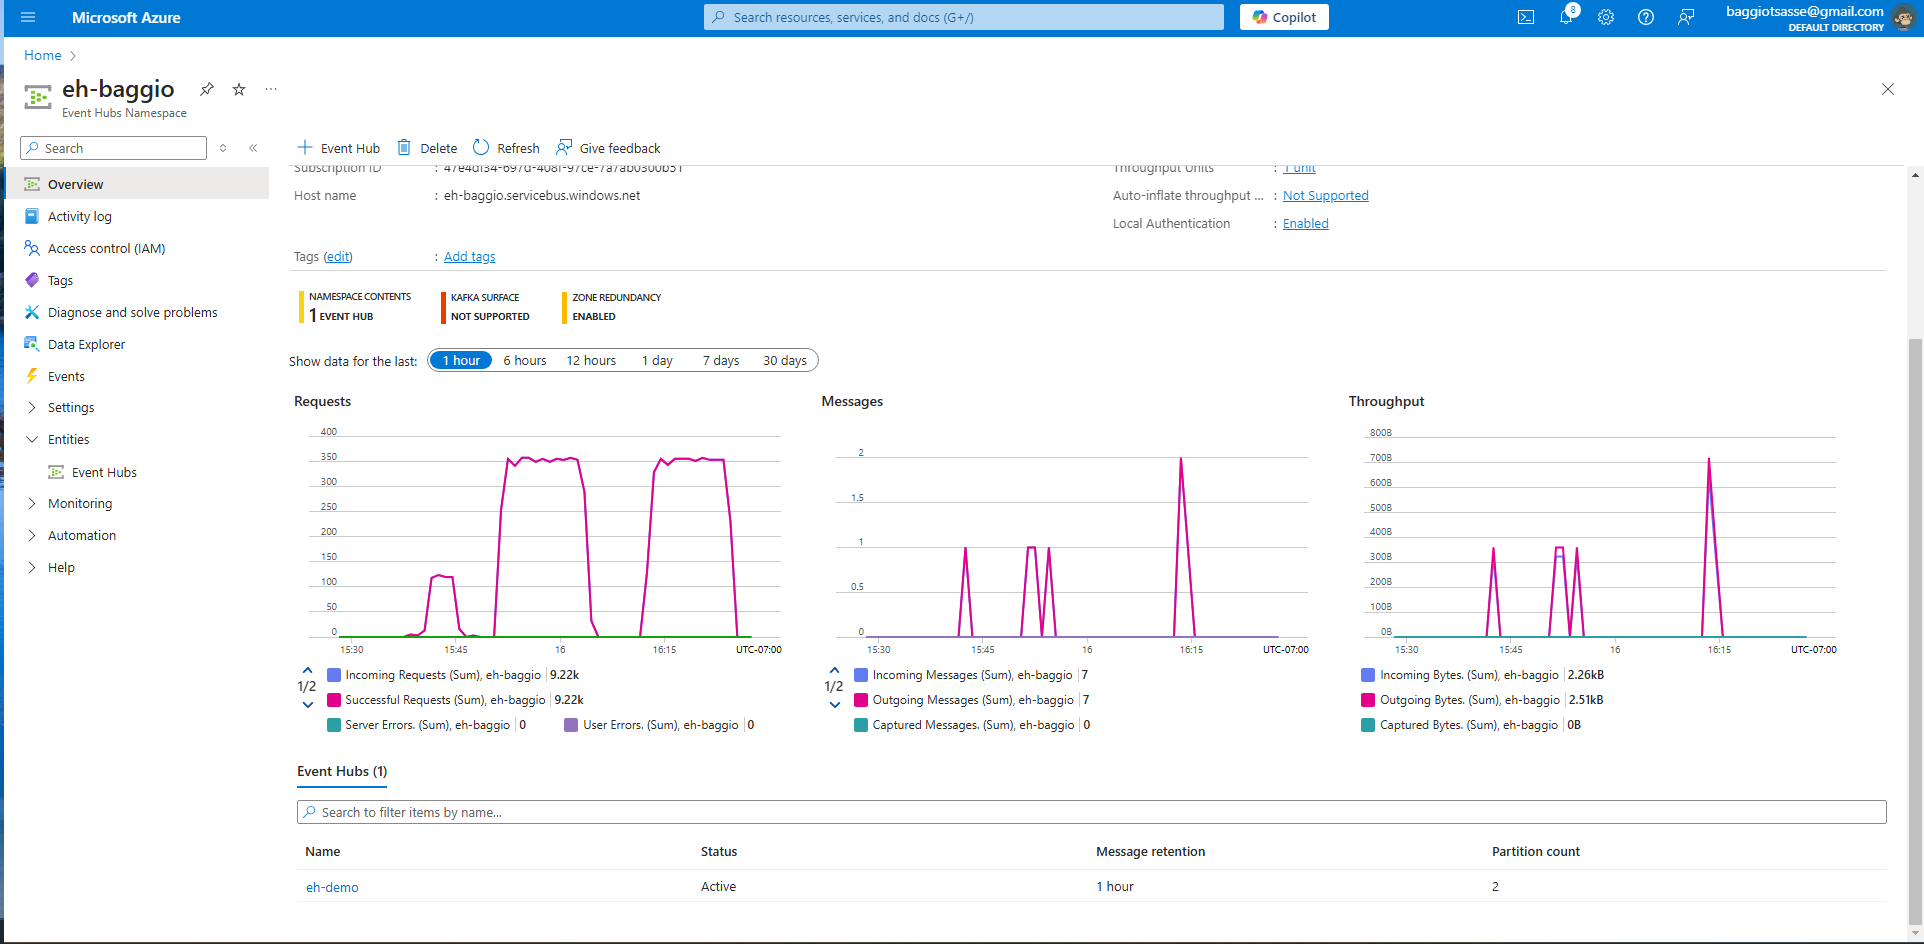 Microsoft Azure
Search resources, services, and docs (G+/)
Copilot
8
baggiotsasse@gmail.com
DEFAULT DIRECTORY
Home
eh-baggio
Event Hubs Namespace
Search
Event Hub
Delete
Refresh
Give feedback
Overview
Activity log
Access control (IAM)
Tags
Diagnose and solve problems
Data Explorer
Events
Settings
Entities
Event Hubs
Monitoring
Automation
Help
Subscription ID : 47e4df34-697d-408f-97ce-7a7ab0300b51
Host name : eh-baggio.servicebus.windows.net
Tags (edit) : Add tags
Throughput Units : 1 unit
Auto-inflate throughput ... : Not Supported
Local Authentication : Enabled
NAMESPACE CONTENTS
1 EVENT HUB
KAFKA SURFACE
NOT SUPPORTED
ZONE REDUNDANCY
ENABLED
Show data for the last: 1 hour 6 hours 12 hours 1 day 7 days 30 days
Requests
400
350
300
250
200
150
100
50
0
15:30 15:45 16 16:15 UTC-07:00
1/2
Incoming Requests (Sum), eh-baggio 9.22k
Successful Requests (Sum), eh-baggio 9.22k
Server Errors. (Sum), eh-baggio 0
User Errors. (Sum), eh-baggio 0
Messages
2
1.5
1
0.5
0
15:30 15:45 16 16:15 UTC-07:00
1/2
Incoming Messages (Sum), eh-baggio 7
Outgoing Messages (Sum), eh-baggio 7
Captured Messages. (Sum), eh-baggio 0
Throughput
800B
700B
600B
500B
400B
300B
200B
100B
0B
15:30 15:45 16 16:15 UTC-07:00
Incoming Bytes. (Sum), eh-baggio 2.26kB
Outgoing Bytes. (Sum), eh-baggio 2.51kB
Captured Bytes. (Sum), eh-baggio 0B
Event Hubs (1)
Search to filter items by name...
Name Status Message retention Partition count
eh-demo Active 1 hour 2